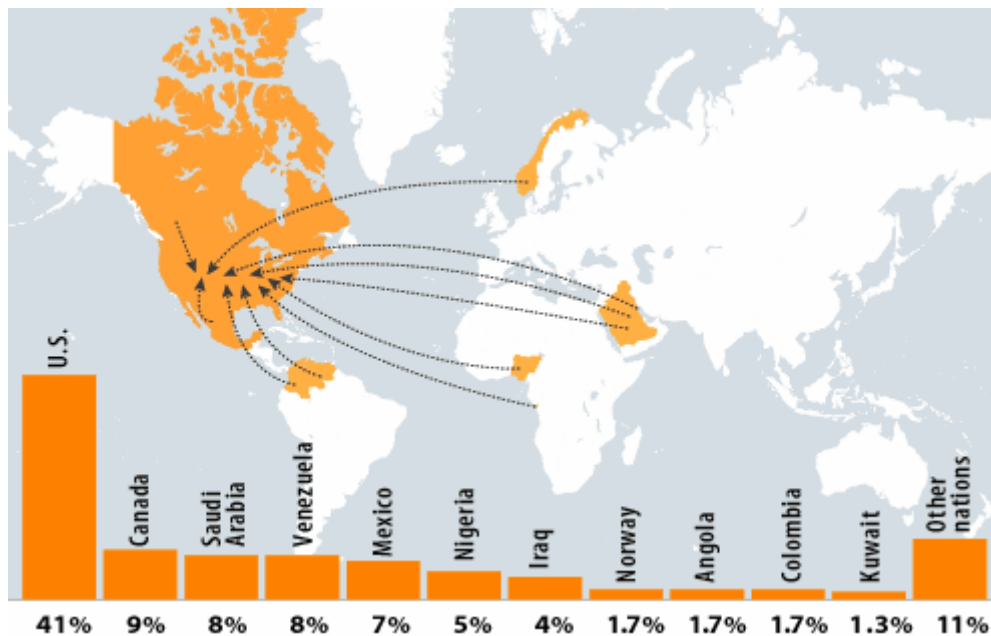 U.S.
Canada
Saudi
Arabia
Venezuela
Mexico
Nigeria
Iraq
Norway
Angola
Colombia
Kuwait
Other
nations
41% 9% 8% 8% 7% 5% 4% 1.7% 1.7% 1.7% 1.3% 11%